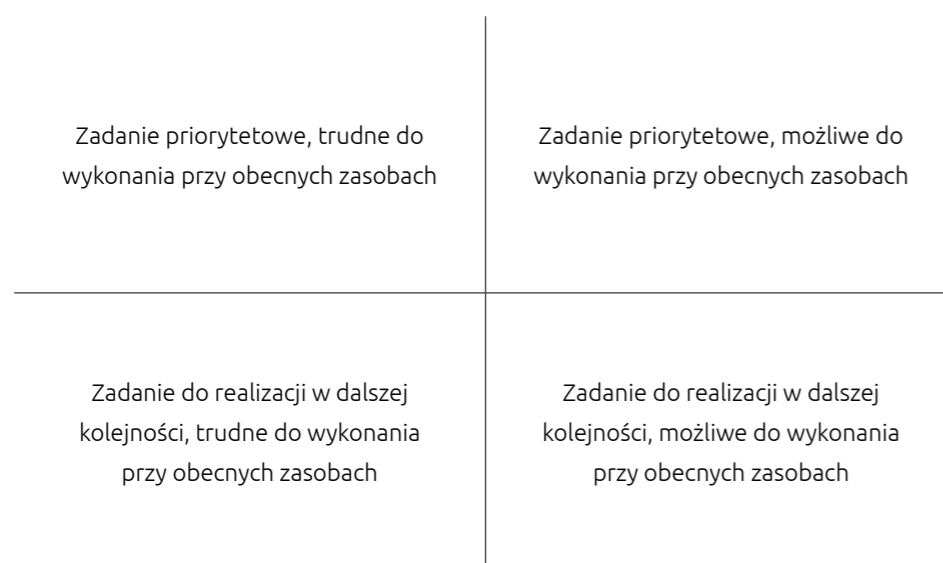 Zadanie priorytetowe, trudne do
wykonania przy obecnych zasobach
Zadanie priorytetowe, możliwe do
wykonania przy obecnych zasobach
Zadanie do realizacji w dalszej
kolejności, trudne do wykonania
przy obecnych zasobach
Zadanie do realizacji w dalszej
kolejności, możliwe do wykonania
przy obecnych zasobach